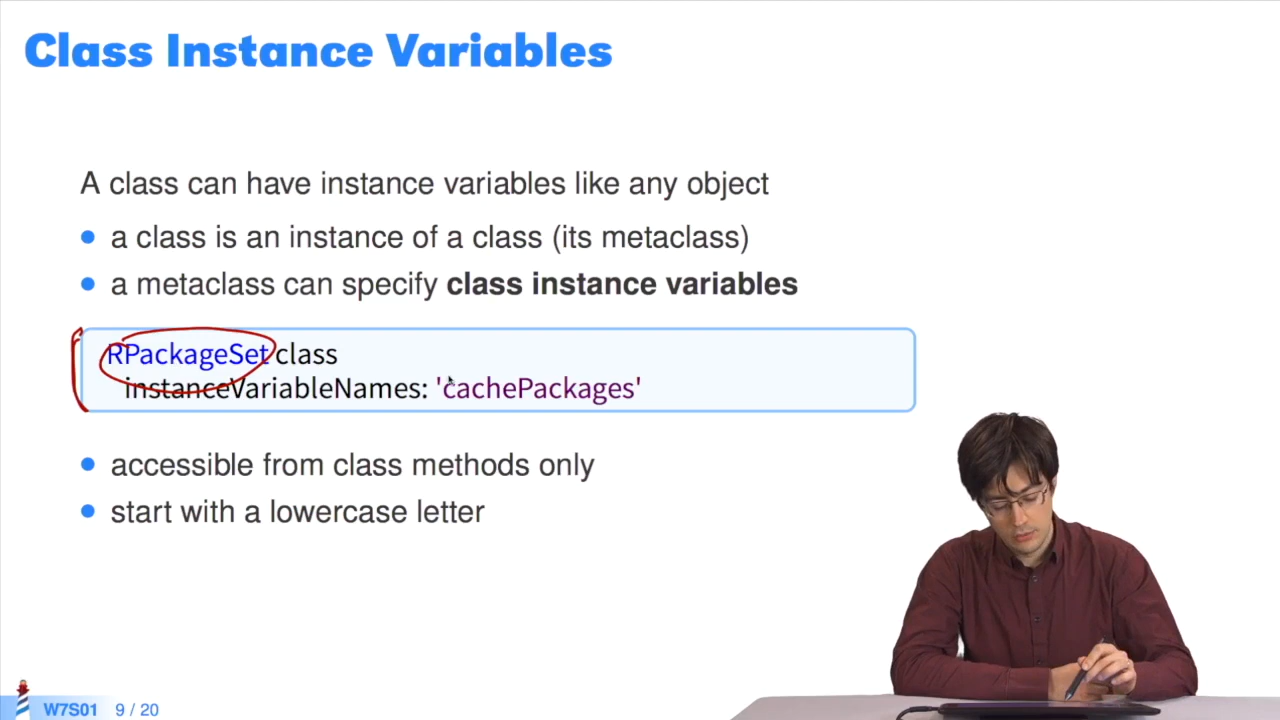 Class Instance Variables
A class can have instance variables like any object
a class is an instance of a class (its metaclass)
a metaclass can specify class instance variables
RPackageSet class
instanceVariableNames: 'cachePackages'
accessible from class methods only
start with a lowercase letter
W7S01 9 / 20